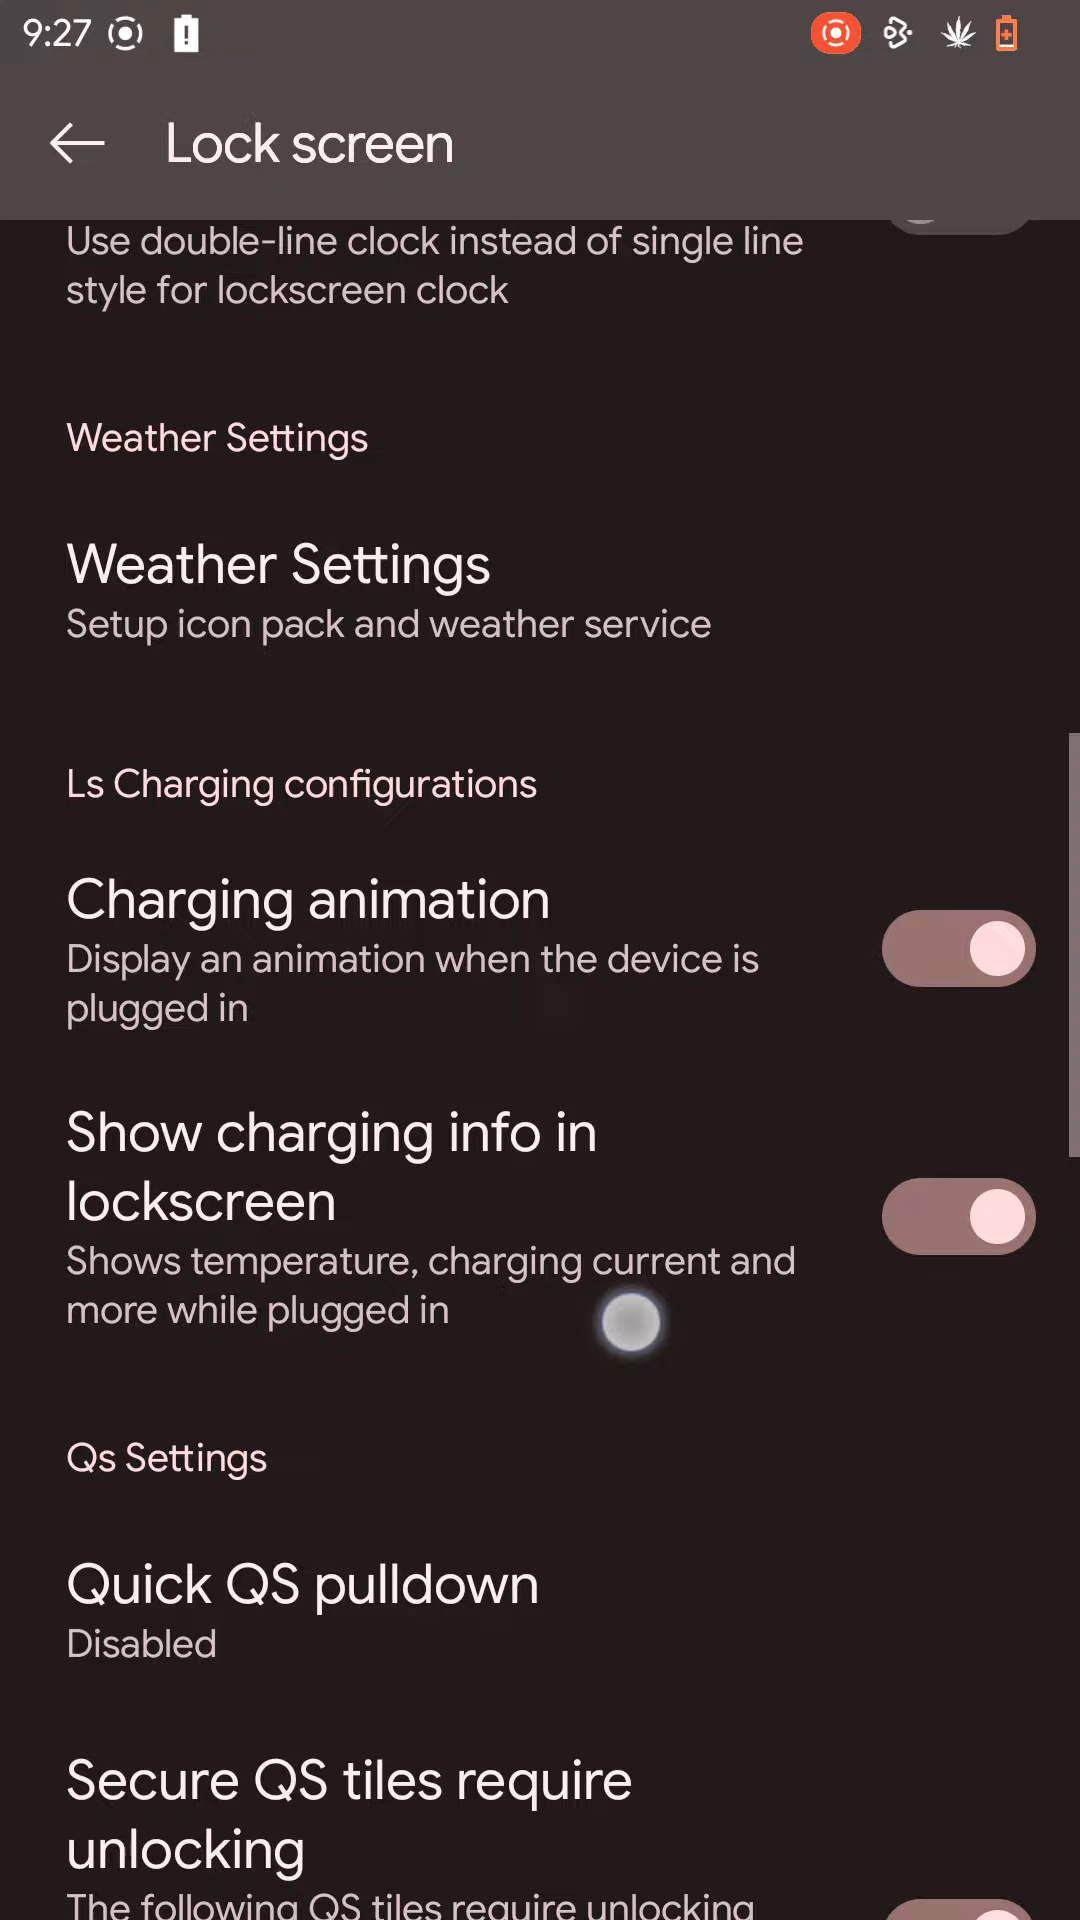 9:27
Lock screen
Use double-line clock instead of single line
style for lockscreen clock
Weather Settings
Weather Settings
Setup icon pack and weather service
Ls Charging configurations
Charging animation
Display an animation when the device is
plugged in
Show charging info in
lockscreen
Shows temperature, charging current and
more while plugged in
Qs Settings
Quick QS pulldown
Disabled
Secure QS tiles require
unlocking
The following QS tiles require unlocking